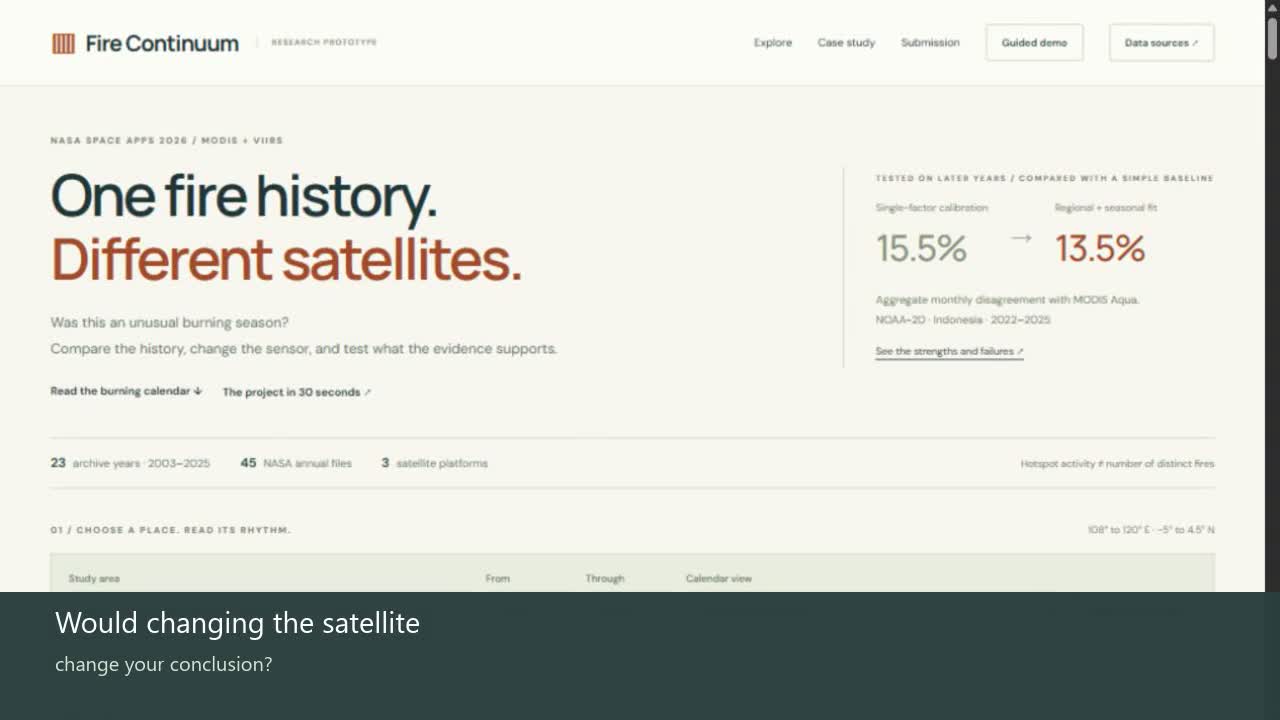 Fire Continuum
RESEARCH PROTOTYPE
Explore
Case study
Submission
Guided demo
Data sources ↗
NASA SPACE APPS 2026 / MODIS + VIIRS
One fire history.
Different satellites.
Was this an unusual burning season?
Compare the history, change the sensor, and test what the evidence supports.
Read the burning calendar ↓
The project in 30 seconds ↗
TESTED ON LATER YEARS / COMPARED WITH A SIMPLE BASELINE
Single-factor calibration
Regional + seasonal fit
15.5% → 13.5%
Aggregate monthly disagreement with MODIS Aqua.
NOAA-20 · Indonesia · 2022–2025
See the strengths and failures ↗
23 archive years · 2003–2025
45 NASA annual files
3 satellite platforms
Hotspot activity ≠ number of distinct fires
01 / CHOOSE A PLACE. READ ITS RHYTHM.
108° to 120° E · -5° to 4.5° N
Study area
From
Through
Calendar view
Would changing the satellite
change your conclusion?